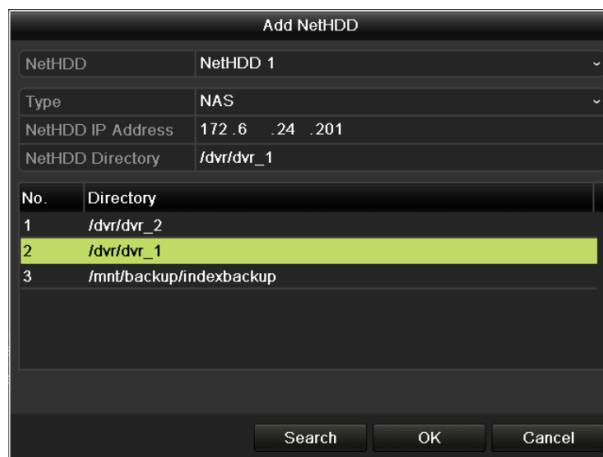 Add NetHDD
NetHDD NetHDD 1
Type NAS
NetHDD IP Address 172 .6 .24 .201
NetHDD Directory /dvr/dvr_1
No. Directory
1 /dvr/dvr_2
2 /dvr/dvr_1
3 /mnt/backup/indexbackup
Search OK Cancel